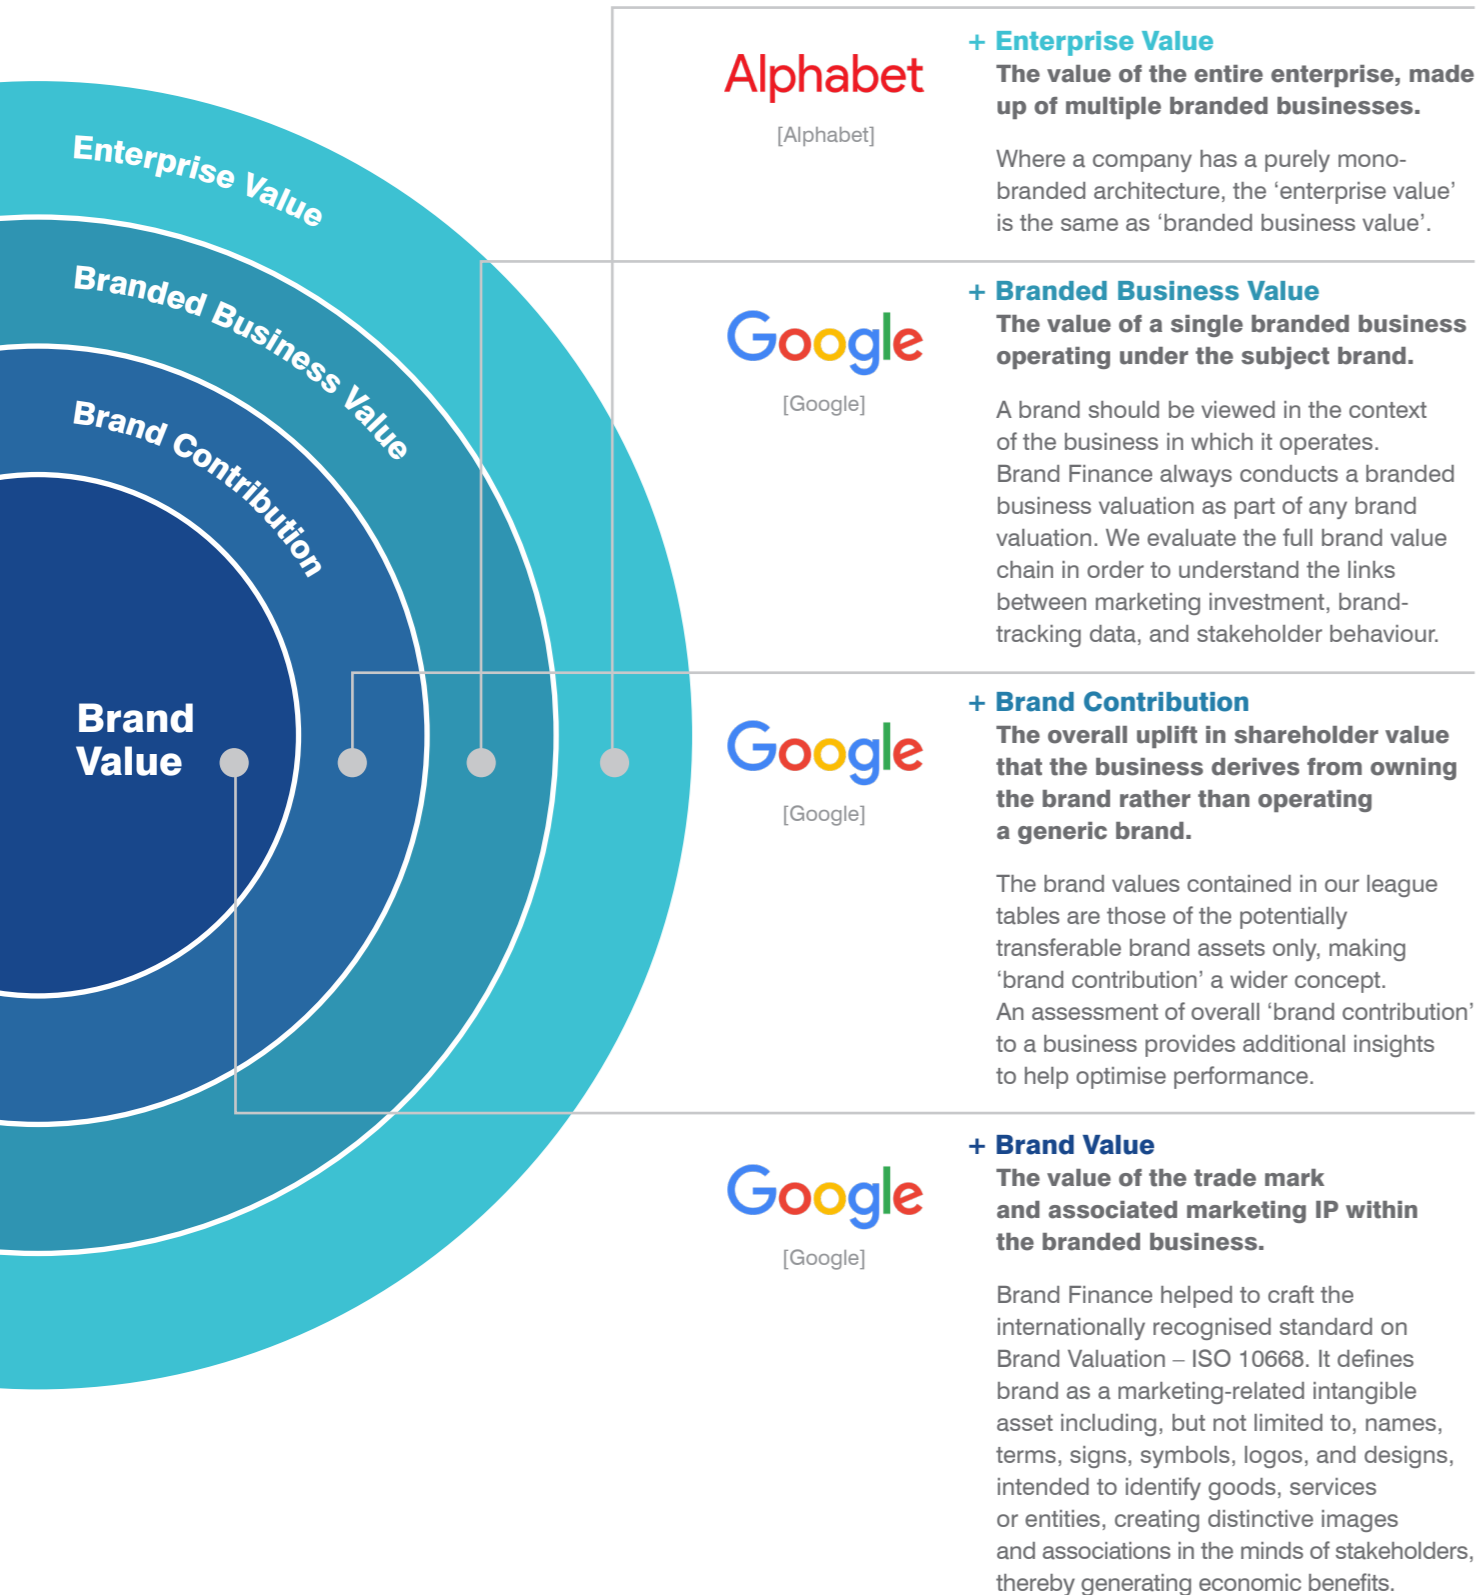 Enterprise Value
Branded Business Value
Brand Contribution
Brand
Value
Alphabet
[Alphabet]
+ Enterprise Value
The value of the entire enterprise, made
up of multiple branded businesses.
Where a company has a purely mono-
branded architecture, the ‘enterprise value’
is the same as ‘branded business value’.
Google
[Google]
+ Branded Business Value
The value of a single branded business
operating under the subject brand.
A brand should be viewed in the context
of the business in which it operates.
Brand Finance always conducts a branded
business valuation as part of any brand
valuation. We evaluate the full brand value
chain in order to understand the links
between marketing investment, brand-
tracking data, and stakeholder behaviour.
Google
[Google]
+ Brand Contribution
The overall uplift in shareholder value
that the business derives from owning
the brand rather than operating
a generic brand.
The brand values contained in our league
tables are those of the potentially
transferable brand assets only, making
‘brand contribution’ a wider concept.
An assessment of overall ‘brand contribution’
to a business provides additional insights
to help optimise performance.
Google
[Google]
+ Brand Value
The value of the trade mark
and associated marketing IP within
the branded business.
Brand Finance helped to craft the
internationally recognised standard on
Brand Valuation – ISO 10668. It defines
brand as a marketing-related intangible
asset including, but not limited to, names,
terms, signs, symbols, logos, and designs,
intended to identify goods, services
or entities, creating distinctive images
and associations in the minds of stakeholders,
thereby generating economic benefits.